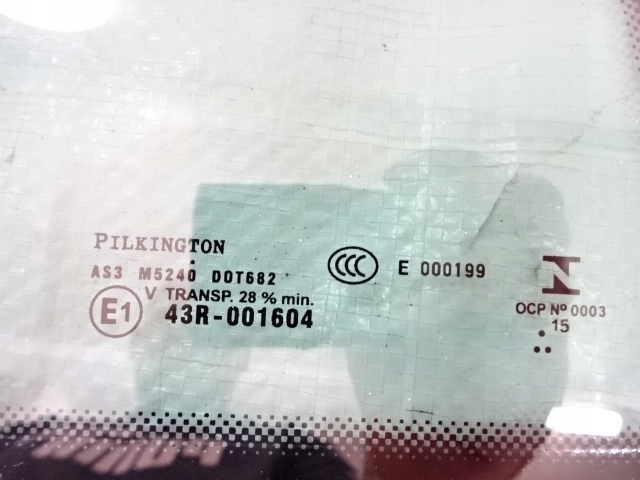 PILKINGTON
AS3 M5240 DOT682
CCC E 000199
V TRANSP. 28 % min.
E1 43R-001604
N
OCP Nº 0003
15